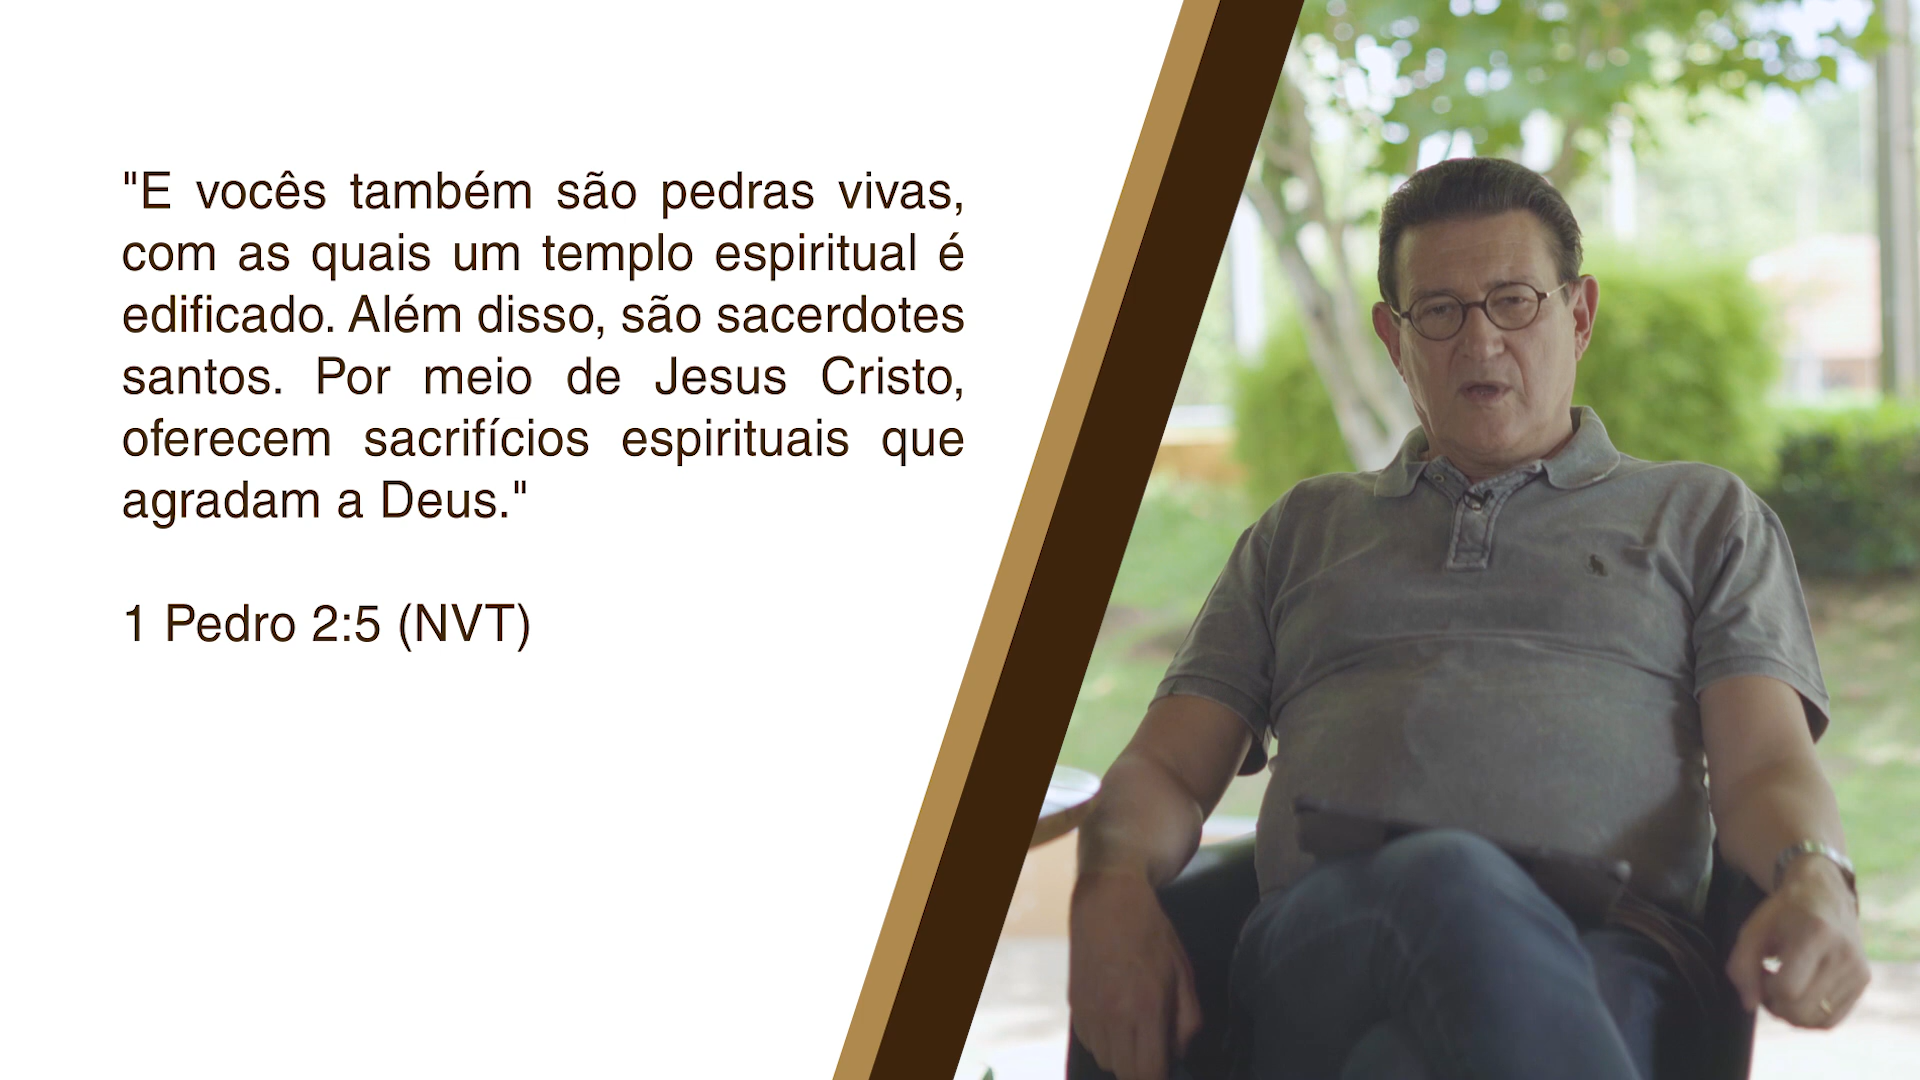 "E vocês também são pedras vivas,
com as quais um templo espiritual é
edificado. Além disso, são sacerdotes
santos. Por meio de Jesus Cristo,
oferecem sacrifícios espirituais que
agradam a Deus."
1 Pedro 2:5 (NVT)